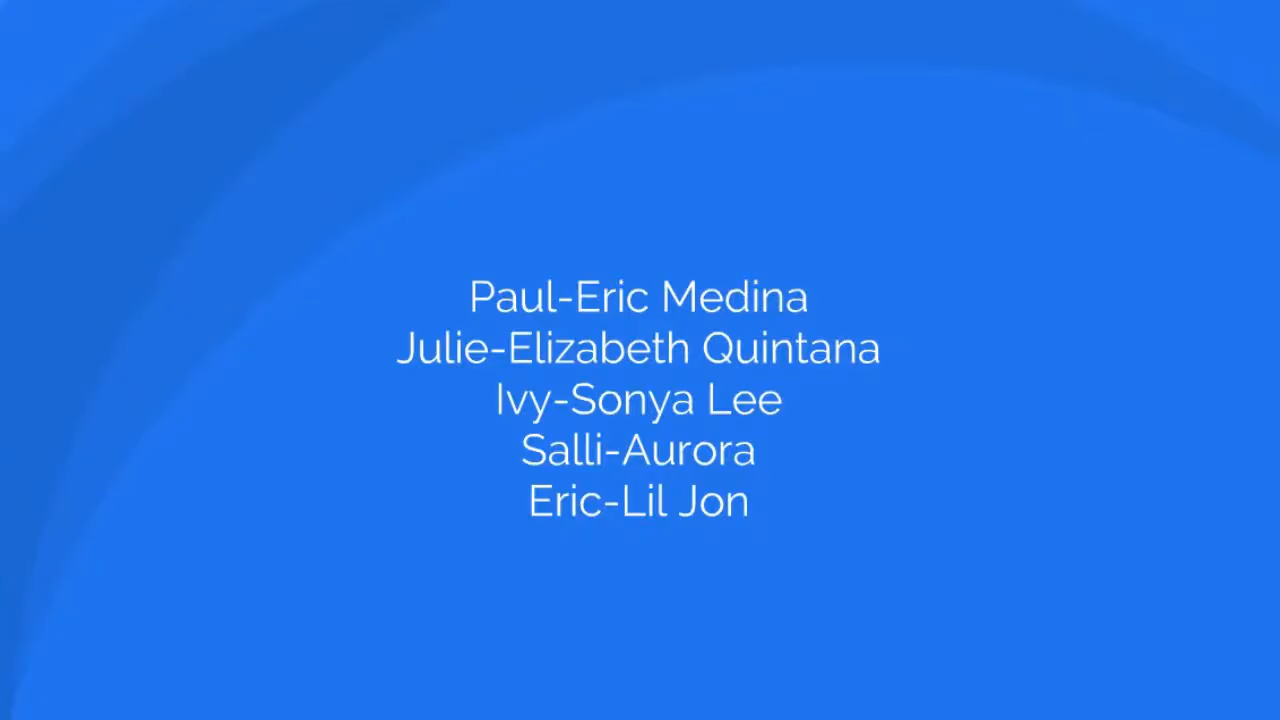 Paul-Eric Medina
Julie-Elizabeth Quintana
Ivy-Sonya Lee
Salli-Aurora
Eric-Lil Jon